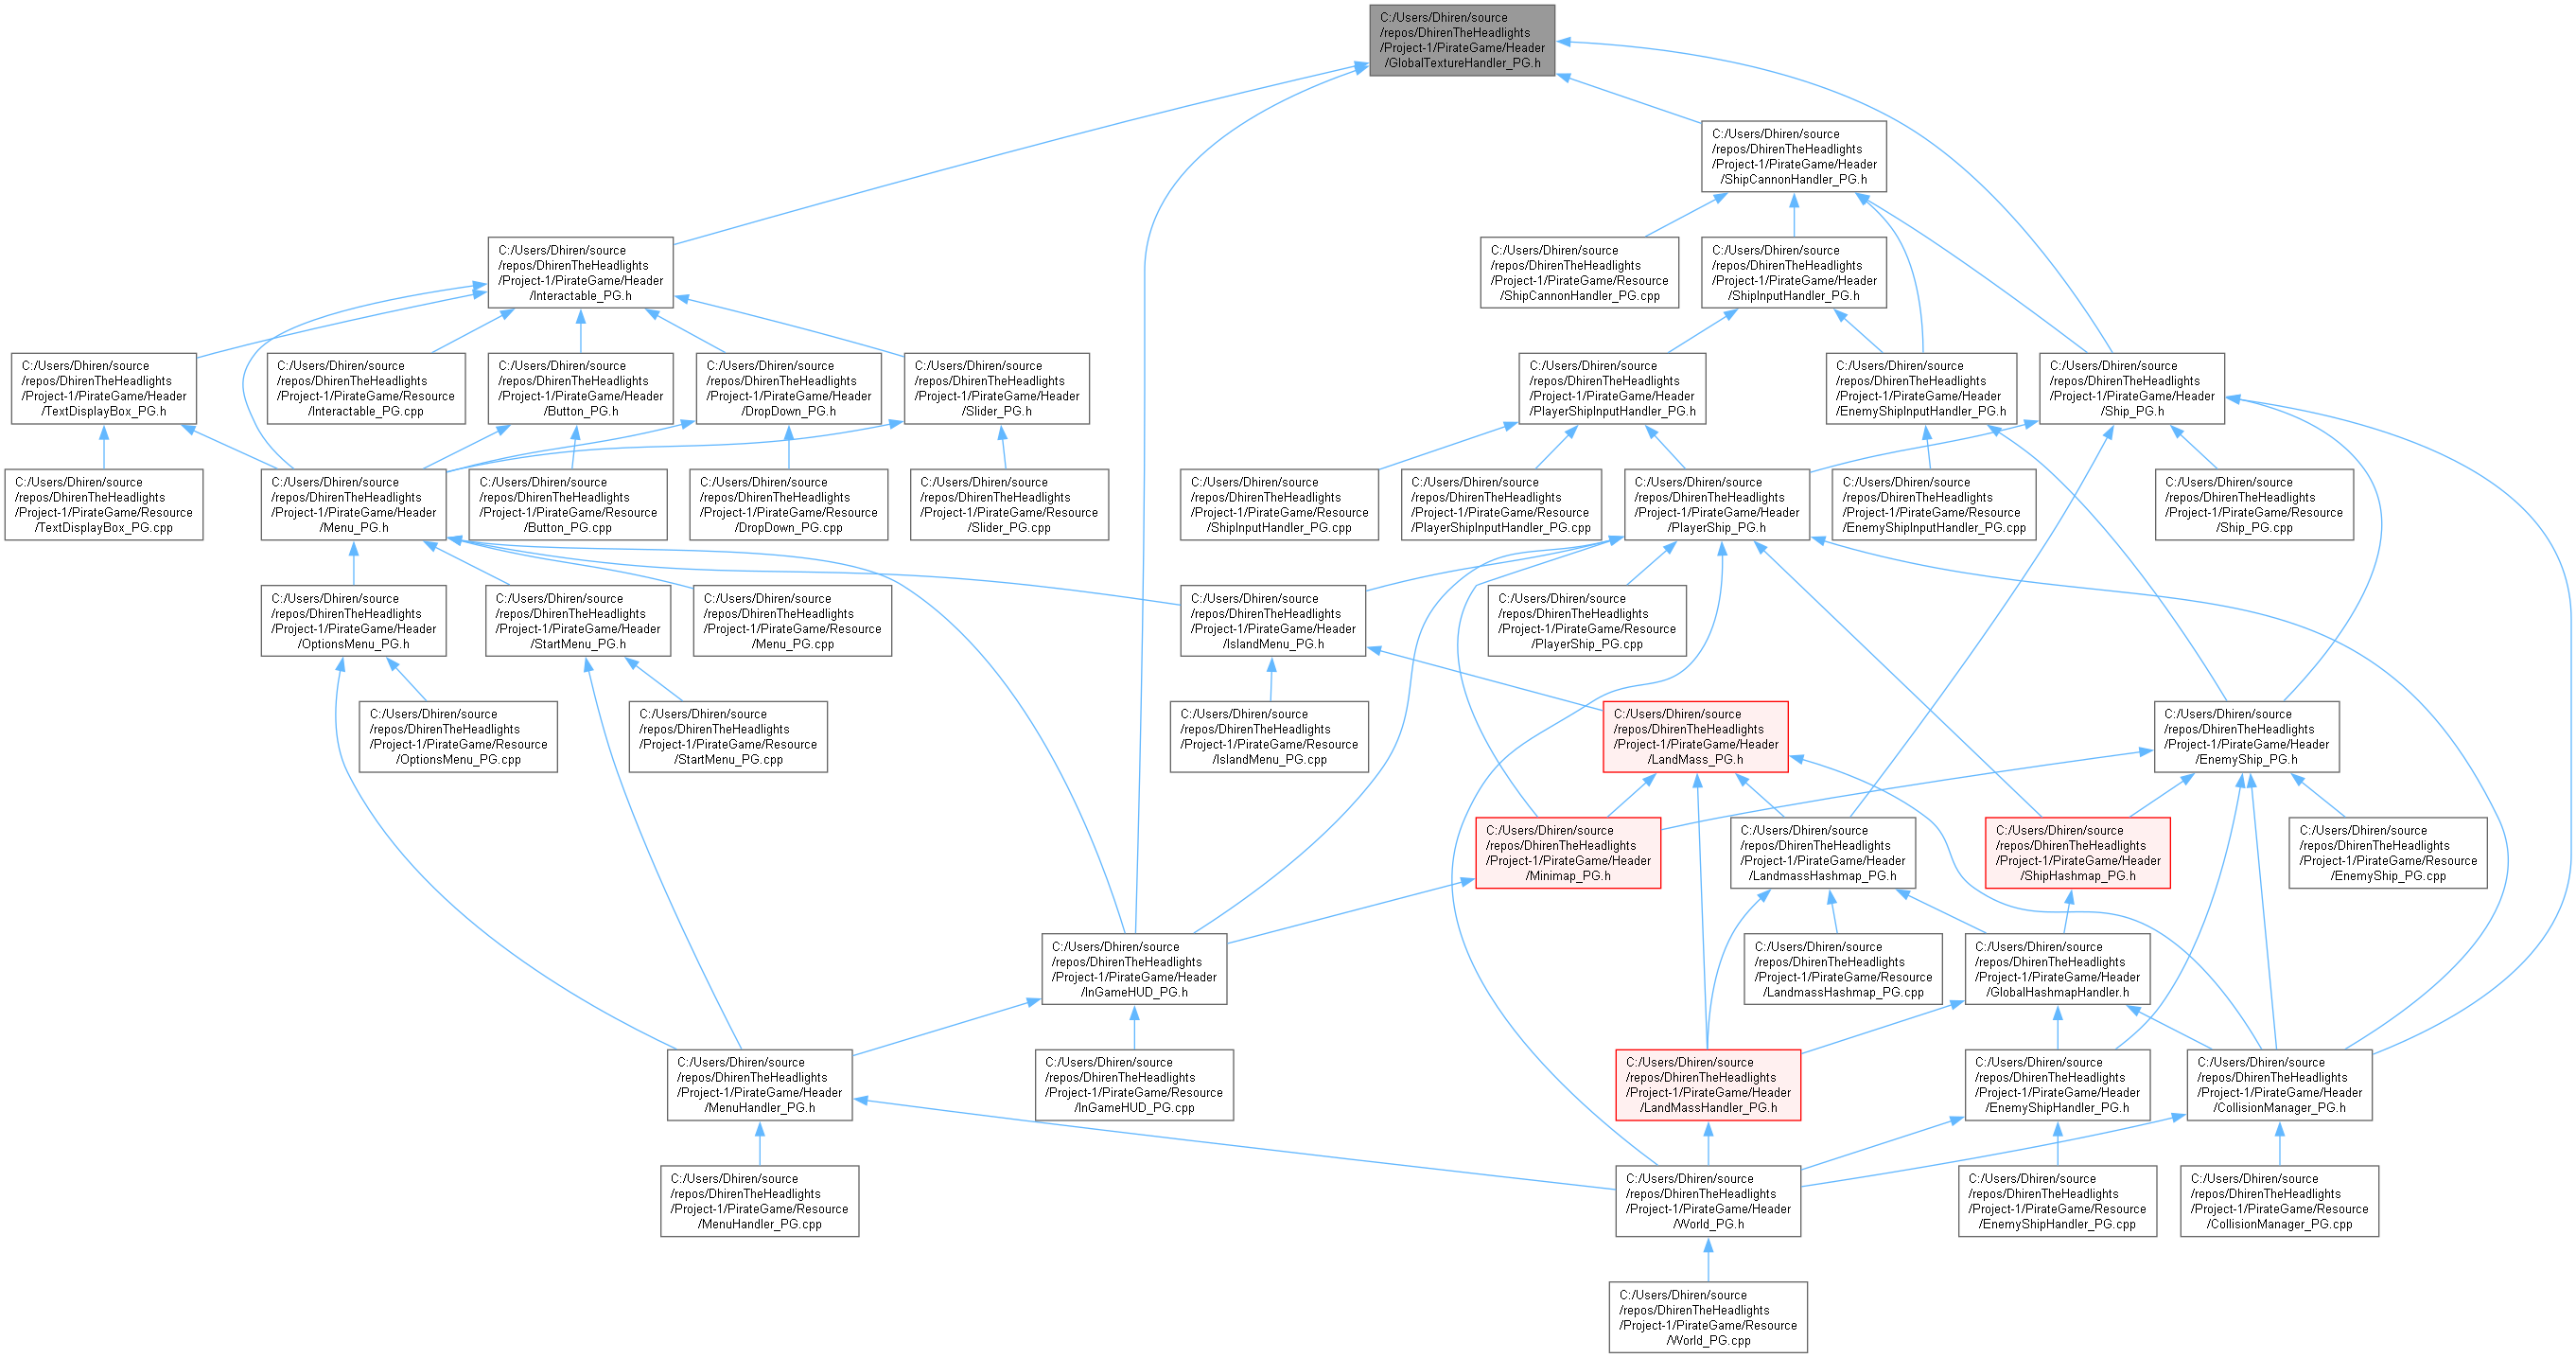 C:/Users/Dhiren/source
/repos/DhirenTheHeadlights
/Project-1/PirateGame/Header
/GlobalTextureHandler_PG.h
C:/Users/Dhiren/source
/repos/DhirenTheHeadlights
/Project-1/PirateGame/Header
/ShipCannonHandler_PG.h
C:/Users/Dhiren/source
/repos/DhirenTheHeadlights
/Project-1/PirateGame/Header
/Interactable_PG.h
C:/Users/Dhiren/source
/repos/DhirenTheHeadlights
/Project-1/PirateGame/Resource
/ShipCannonHandler_PG.cpp
C:/Users/Dhiren/source
/repos/DhirenTheHeadlights
/Project-1/PirateGame/Header
/ShipInputHandler_PG.h
C:/Users/Dhiren/source
/repos/DhirenTheHeadlights
/Project-1/PirateGame/Header
/TextDisplayBox_PG.h
C:/Users/Dhiren/source
/repos/DhirenTheHeadlights
/Project-1/PirateGame/Resource
/Interactable_PG.cpp
C:/Users/Dhiren/source
/repos/DhirenTheHeadlights
/Project-1/PirateGame/Header
/Button_PG.h
C:/Users/Dhiren/source
/repos/DhirenTheHeadlights
/Project-1/PirateGame/Header
/DropDown_PG.h
C:/Users/Dhiren/source
/repos/DhirenTheHeadlights
/Project-1/PirateGame/Header
/Slider_PG.h
C:/Users/Dhiren/source
/repos/DhirenTheHeadlights
/Project-1/PirateGame/Header
/PlayerShipInputHandler_PG.h
C:/Users/Dhiren/source
/repos/DhirenTheHeadlights
/Project-1/PirateGame/Header
/EnemyShipInputHandler_PG.h
C:/Users/Dhiren/source
/repos/DhirenTheHeadlights
/Project-1/PirateGame/Header
/Ship_PG.h
C:/Users/Dhiren/source
/repos/DhirenTheHeadlights
/Project-1/PirateGame/Resource
/TextDisplayBox_PG.cpp
C:/Users/Dhiren/source
/repos/DhirenTheHeadlights
/Project-1/PirateGame/Header
/Menu_PG.h
C:/Users/Dhiren/source
/repos/DhirenTheHeadlights
/Project-1/PirateGame/Resource
/Button_PG.cpp
C:/Users/Dhiren/source
/repos/DhirenTheHeadlights
/Project-1/PirateGame/Resource
/DropDown_PG.cpp
C:/Users/Dhiren/source
/repos/DhirenTheHeadlights
/Project-1/PirateGame/Resource
/Slider_PG.cpp
C:/Users/Dhiren/source
/repos/DhirenTheHeadlights
/Project-1/PirateGame/Resource
/ShipInputHandler_PG.cpp
C:/Users/Dhiren/source
/repos/DhirenTheHeadlights
/Project-1/PirateGame/Resource
/PlayerShipInputHandler_PG.cpp
C:/Users/Dhiren/source
/repos/DhirenTheHeadlights
/Project-1/PirateGame/Header
/PlayerShip_PG.h
C:/Users/Dhiren/source
/repos/DhirenTheHeadlights
/Project-1/PirateGame/Resource
/EnemyShipInputHandler_PG.cpp
C:/Users/Dhiren/source
/repos/DhirenTheHeadlights
/Project-1/PirateGame/Resource
/Ship_PG.cpp
C:/Users/Dhiren/source
/repos/DhirenTheHeadlights
/Project-1/PirateGame/Header
/OptionsMenu_PG.h
C:/Users/Dhiren/source
/repos/DhirenTheHeadlights
/Project-1/PirateGame/Header
/StartMenu_PG.h
C:/Users/Dhiren/source
/repos/DhirenTheHeadlights
/Project-1/PirateGame/Resource
/Menu_PG.cpp
C:/Users/Dhiren/source
/repos/DhirenTheHeadlights
/Project-1/PirateGame/Header
/IslandMenu_PG.h
C:/Users/Dhiren/source
/repos/DhirenTheHeadlights
/Project-1/PirateGame/Resource
/PlayerShip_PG.cpp
C:/Users/Dhiren/source
/repos/DhirenTheHeadlights
/Project-1/PirateGame/Resource
/OptionsMenu_PG.cpp
C:/Users/Dhiren/source
/repos/DhirenTheHeadlights
/Project-1/PirateGame/Resource
/StartMenu_PG.cpp
C:/Users/Dhiren/source
/repos/DhirenTheHeadlights
/Project-1/PirateGame/Resource
/IslandMenu_PG.cpp
C:/Users/Dhiren/source
/repos/DhirenTheHeadlights
/Project-1/PirateGame/Header
/LandMass_PG.h
C:/Users/Dhiren/source
/repos/DhirenTheHeadlights
/Project-1/PirateGame/Header
/EnemyShip_PG.h
C:/Users/Dhiren/source
/repos/DhirenTheHeadlights
/Project-1/PirateGame/Header
/Minimap_PG.h
C:/Users/Dhiren/source
/repos/DhirenTheHeadlights
/Project-1/PirateGame/Header
/LandmassHashmap_PG.h
C:/Users/Dhiren/source
/repos/DhirenTheHeadlights
/Project-1/PirateGame/Header
/ShipHashmap_PG.h
C:/Users/Dhiren/source
/repos/DhirenTheHeadlights
/Project-1/PirateGame/Resource
/EnemyShip_PG.cpp
C:/Users/Dhiren/source
/repos/DhirenTheHeadlights
/Project-1/PirateGame/Header
/InGameHUD_PG.h
C:/Users/Dhiren/source
/repos/DhirenTheHeadlights
/Project-1/PirateGame/Resource
/LandmassHashmap_PG.cpp
C:/Users/Dhiren/source
/repos/DhirenTheHeadlights
/Project-1/PirateGame/Header
/GlobalHashmapHandler.h
C:/Users/Dhiren/source
/repos/DhirenTheHeadlights
/Project-1/PirateGame/Header
/MenuHandler_PG.h
C:/Users/Dhiren/source
/repos/DhirenTheHeadlights
/Project-1/PirateGame/Resource
/InGameHUD_PG.cpp
C:/Users/Dhiren/source
/repos/DhirenTheHeadlights
/Project-1/PirateGame/Header
/LandMassHandler_PG.h
C:/Users/Dhiren/source
/repos/DhirenTheHeadlights
/Project-1/PirateGame/Header
/EnemyShipHandler_PG.h
C:/Users/Dhiren/source
/repos/DhirenTheHeadlights
/Project-1/PirateGame/Header
/CollisionManager_PG.h
C:/Users/Dhiren/source
/repos/DhirenTheHeadlights
/Project-1/PirateGame/Resource
/MenuHandler_PG.cpp
C:/Users/Dhiren/source
/repos/DhirenTheHeadlights
/Project-1/PirateGame/Header
/World_PG.h
C:/Users/Dhiren/source
/repos/DhirenTheHeadlights
/Project-1/PirateGame/Resource
/EnemyShipHandler_PG.cpp
C:/Users/Dhiren/source
/repos/DhirenTheHeadlights
/Project-1/PirateGame/Resource
/CollisionManager_PG.cpp
C:/Users/Dhiren/source
/repos/DhirenTheHeadlights
/Project-1/PirateGame/Resource
/World_PG.cpp